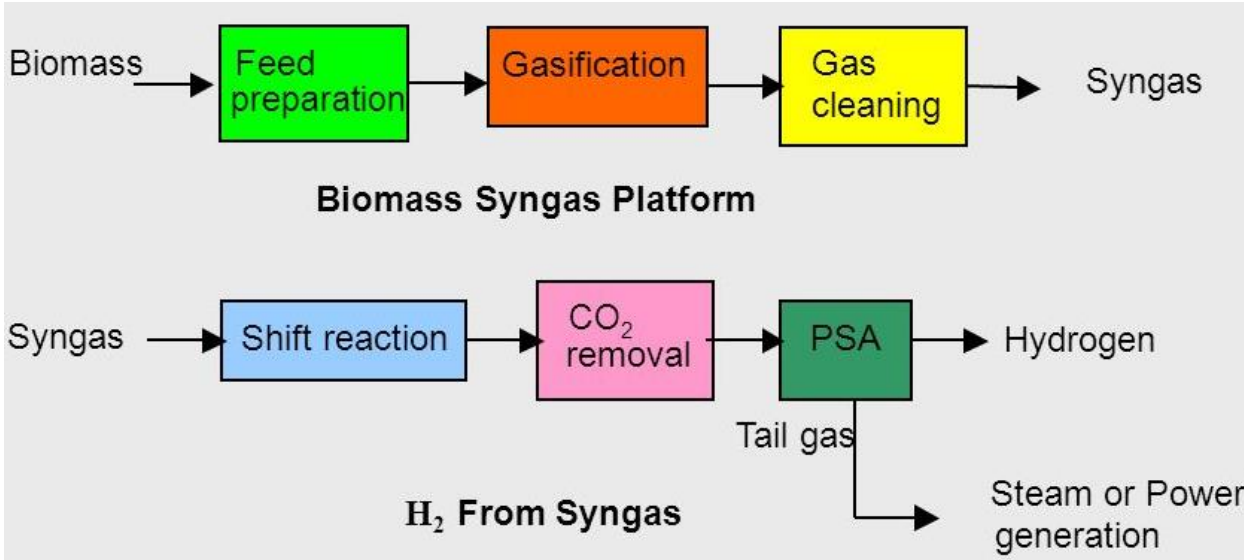 Biomass
Feed
preparation
Gasification
Gas
cleaning
Syngas
Biomass Syngas Platform
Syngas
Shift reaction
CO₂
removal
PSA
Hydrogen
Tail gas
Steam or Power
generation
H₂ From Syngas